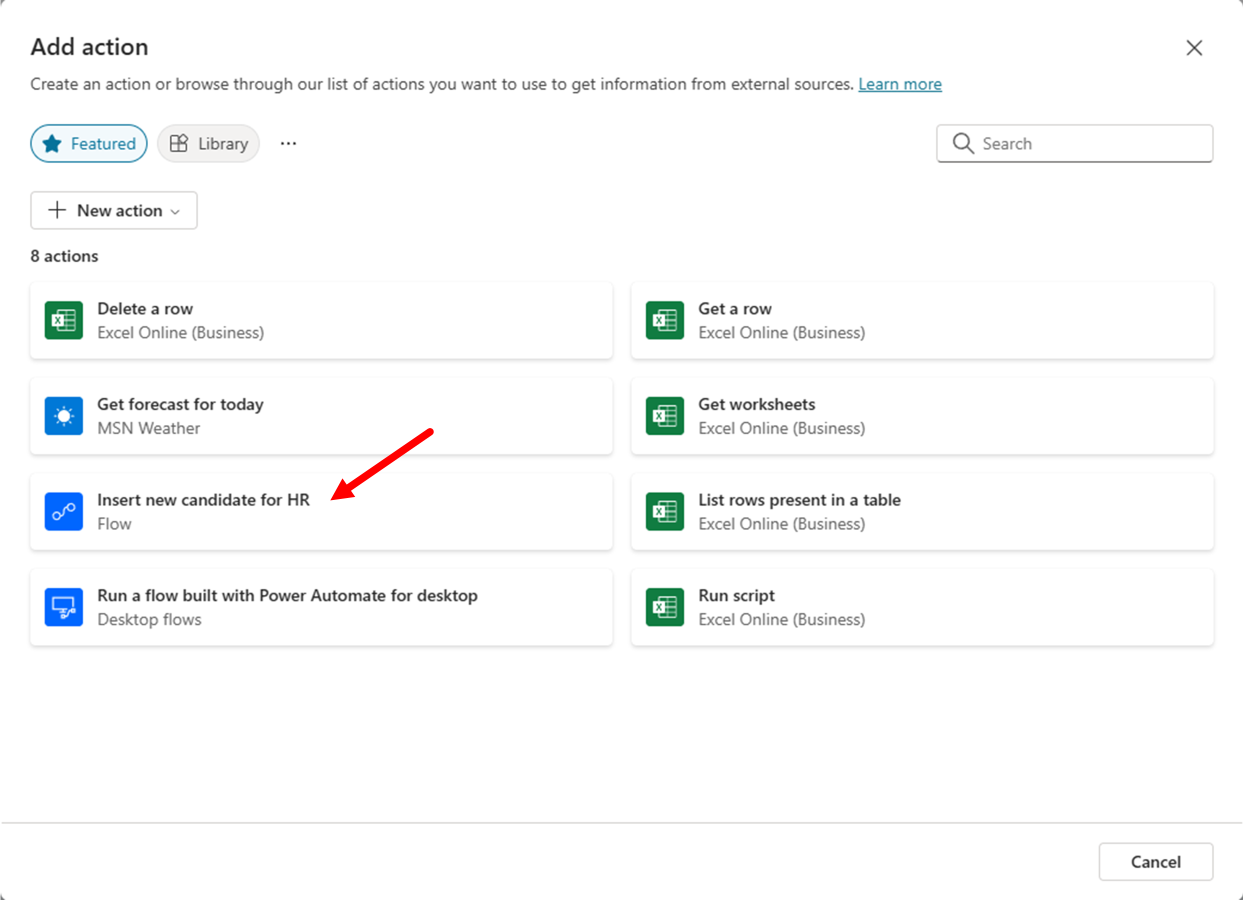 Add action
Create an action or browse through our list of actions you want to use to get information from external sources. Learn more
Featured
Library
...
Search
New action
8 actions
Delete a row
Excel Online (Business)
Get a row
Excel Online (Business)
Get forecast for today
MSN Weather
Get worksheets
Excel Online (Business)
Insert new candidate for HR
Flow
List rows present in a table
Excel Online (Business)
Run a flow built with Power Automate for desktop
Desktop flows
Run script
Excel Online (Business)
Cancel